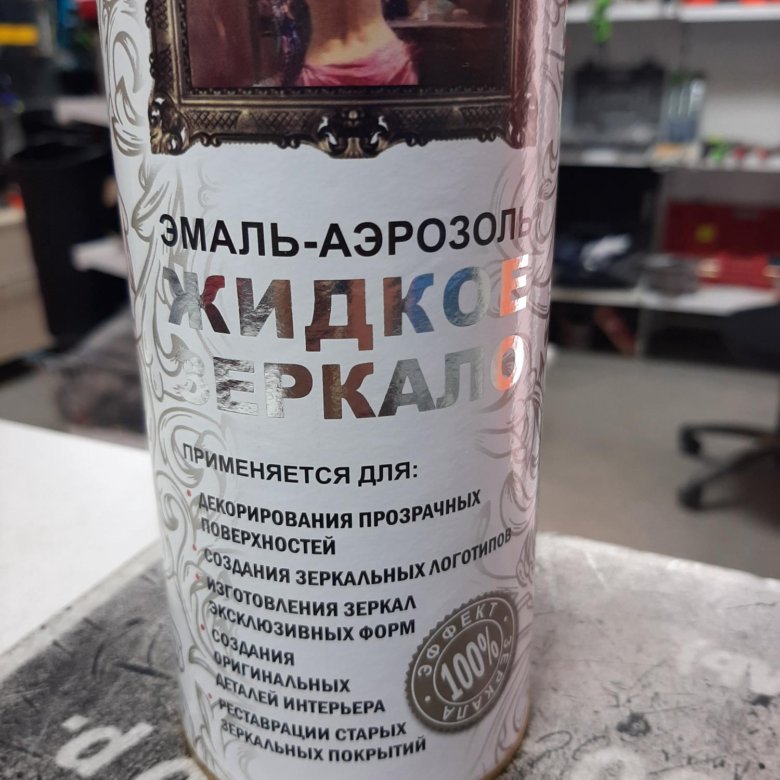 ЭМАЛЬ-АЭРОЗОЛЬ
ЖИДКОЕ
ЗЕРКАЛО
ПРИМЕНЯЕТСЯ ДЛЯ:
• ДЕКОРИРОВАНИЯ ПРОЗРАЧНЫХ
ПОВЕРХНОСТЕЙ
• СОЗДАНИЯ ЗЕРКАЛЬНЫХ ЛОГОТИПОВ
• ИЗГОТОВЛЕНИЯ ЗЕРКАЛ
ЭКСКЛЮЗИВНЫХ ФОРМ
• СОЗДАНИЯ
ОРИГИНАЛЬНЫХ
ДЕТАЛЕЙ ИНТЕРЬЕРА
• РЕСТАВРАЦИИ СТАРЫХ
ЗЕРКАЛЬНЫХ ПОКРЫТИЙ
ЭФФЕКТ
100%
ЗЕРКАЛА
р.